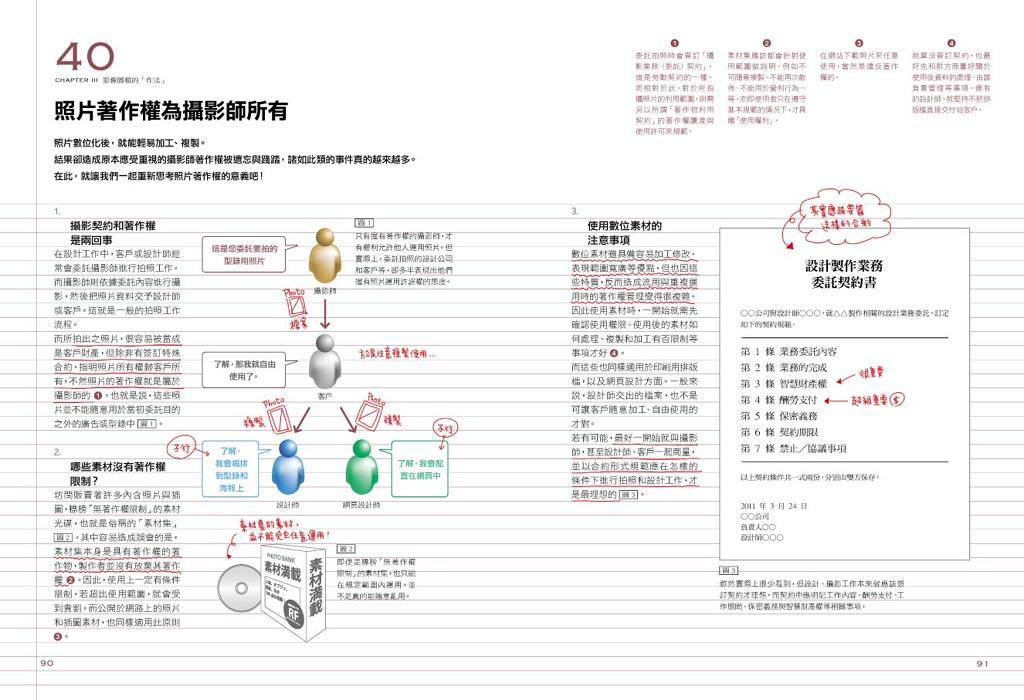 40
CHAPTER III 影像圖檔的「作法」
照片著作權為攝影師所有
照片數位化後，就能輕易加工、複製。
結果卻造成原本應受重視的攝影師著作權被遺忘與踐踏，諸如此類的事件真的越來越多。
在此，就讓我們一起重新思考照片著作權的意義吧！
1.
攝影契約和著作權
是兩回事
在設計工作中，客戶或設計師經
常會委託攝影師進行拍照工作。
而攝影師則依據委託內容進行攝
影，然後把照片資料交予設計師
或客戶。這就是一般的拍照工作
流程。
而所拍出之照片，很容易被當成
是客戶財產，但除非有簽訂特殊
合約，指明照片所有權歸客戶所
有，不然照片的著作權就是屬於
攝影師的 1 。也就是說，這些照
片並不能隨意用於當初委託目的
之外的廣告或型錄中 圖1 。
2.
哪些素材沒有著作權
限制？
坊間販賣著許多內含照片與插
圖，標榜「無著作權限制」的素材
光碟，也就是俗稱的「素材集」
圖2 。其中容易造成誤會的是，
素材集本身是具有著作權的著
作物，製作者並沒有放棄其著作
權 2 。因此，使用上一定有條件
限制，若超出使用範圍，就會受
到責罰。而公開於網路上的照片
和插圖素材，也同樣適用此原則
3 。
這是您委託要拍的
型錄用照片
攝影師
圖1
只有握有著作權的攝影師，才
有權利允許他人運用照片。但
實際上，委託拍照的設計公司
和客戶等，卻多半表現出他們
握有照片運用許諾權的態度。
Photo
檔案
了解，那我就自由
使用了。
客戶
Photo
複製
Photo
複製
不行
不行
了解，
我會編排
到型錄和
海報上
設計師
了解，我會配
置在網頁中
網頁設計師
素材集的素材，
並不能完全任意運用！
PHOTO BANK
素材満載
素材満載
RF
圖2
即使是標榜「無著作權
限制」的素材集，也只能
在規定範圍內運用，並
不是真的能隨意亂用。
90
1
委託拍照時會簽訂「攝
影業務（委託）契約」，
這是勞動契約的一種。
而相對於此，對於所拍
攝照片的利用範圍，則需
另以所謂「著作物利用
契約」的著作權讓渡與
使用許可來規範。
2
素材集應該都會針對使
用範圍做說明，例如不
可隨意複製、不能再次散
佈、不能用於營利行為…
等，亦即使用者只在遵守
基本規範的情況下，才具
備「使用權利」。
3
從網站下載照片來任意
使用，當然是違反著作
權的。
4
就算沒簽訂契約，也最
好先和對方商量好關於
使用後資料的處理、由誰
負責管理等事項。像有
的設計師，就堅持不把排
版檔直接交付給客戶。
3.
使用數位素材的
注意事項
數位素材雖具備容易加工修改、
表現範圍寬廣等優點，但也因這
些特質，反而造成流用與重複運
用時的著作權管理變得很複雜。
因此使用素材時，一開始就需先
確認使用權限、使用後的素材如
何處理、複製和加工有否限制等
事項才好 4 。
而這些也同樣適用於印刷用排版
檔，以及網頁設計方面。一般來
說，設計師交出的檔案，也不是
可讓客戶隨意加工、自由使用的
才對。
若有可能，最好一開始就與攝影
師，甚至設計師、客戶一起商量，
並以合約形式規範應在怎樣的
條件下進行拍照和設計工作，才
是最理想的 圖3 。
其實應該要簽
這樣的合約
設計製作業務
委託契約書
○○公司與設計師○○○，就△△製作相關的設計業務委託，訂定
如下的契約規範。
第 1 條 業務委託內容
第 2 條 業務的完成
第 3 條 智慧財產權
很重要
第 4 條 酬勞支付
超級重要
第 5 條 保密義務
第 6 條 契約期限
第 7 條 禁止／協議事項
以上契約條件共一式兩份，分別由雙方保存。
2011 年 3 月 24 日
○○公司
負責人○○
設計師○○○
圖3
雖然實際上很少看到，但設計、攝影工作本來就應該簽
訂契約才理想。而契約中應明記工作內容、酬勞支付、工
作期間、保密義務與智慧財產權等相關事項。
91